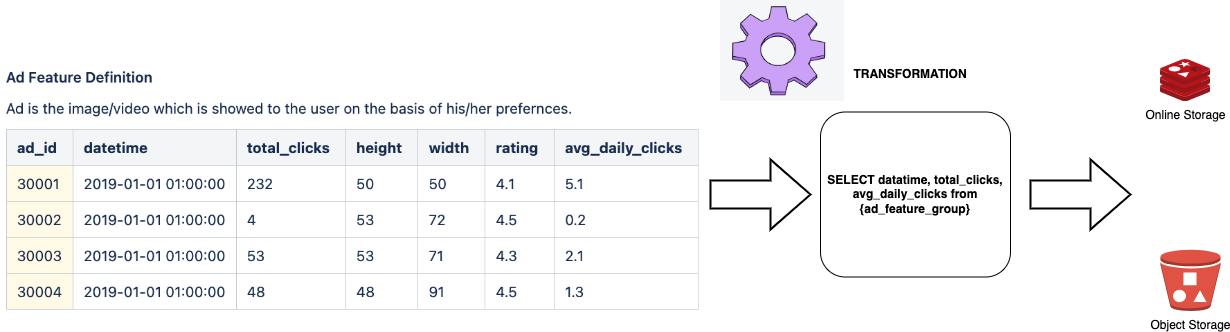 Ad Feature Definition
Ad is the image/video which is showed to the user on the basis of his/her prefernces.
ad_id datetime total_clicks height width rating avg_daily_clicks
30001 2019-01-01 01:00:00 232 50 50 4.1 5.1
30002 2019-01-01 01:00:00 4 53 72 4.5 0.2
30003 2019-01-01 01:00:00 53 53 71 4.3 2.1
30004 2019-01-01 01:00:00 48 48 91 4.5 1.3
TRANSFORMATION
SELECT datatime, total_clicks,
avg_daily_clicks from
{ad_feature_group}
Online Storage
Object Storage